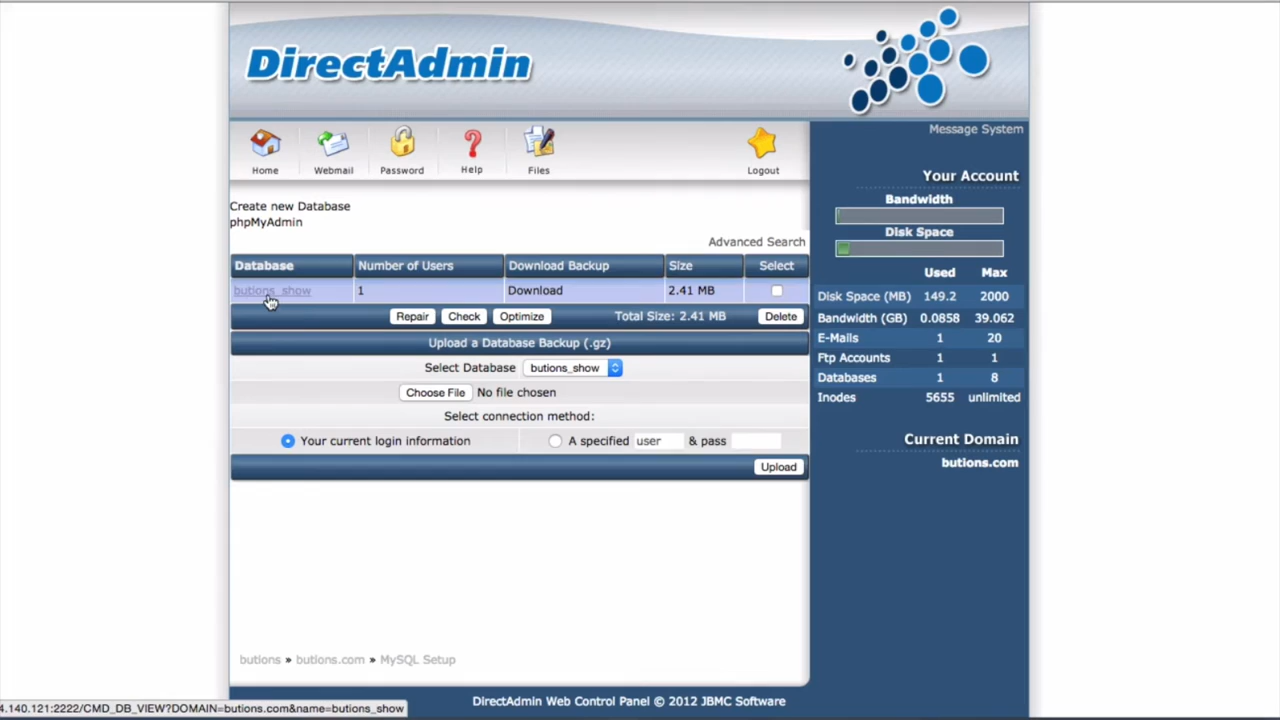 DirectAdmin
Home
Webmail
Password
Help
Files
Logout
Message System
Your Account
Bandwidth
Disk Space
Used Max
Disk Space (MB) 149.2 2000
Bandwidth (GB) 0.0858 39.062
E-Mails 1 20
Ftp Accounts 1 1
Databases 1 8
Inodes 5655 unlimited
Current Domain
butions.com
Create new Database
phpMyAdmin
Advanced Search
Database Number of Users Download Backup Size Select
butions_show 1 Download 2.41 MB
Repair Check Optimize Total Size: 2.41 MB Delete
Upload a Database Backup (.gz)
Select Database butions_show
Choose File No file chosen
Select connection method:
Your current login information A specified user & pass
Upload
butions » butions.com » MySQL Setup
DirectAdmin Web Control Panel © 2012 JBMC Software
4.140.121:2222/CMD_DB_VIEW?DOMAIN=butions.com&name=butions_show